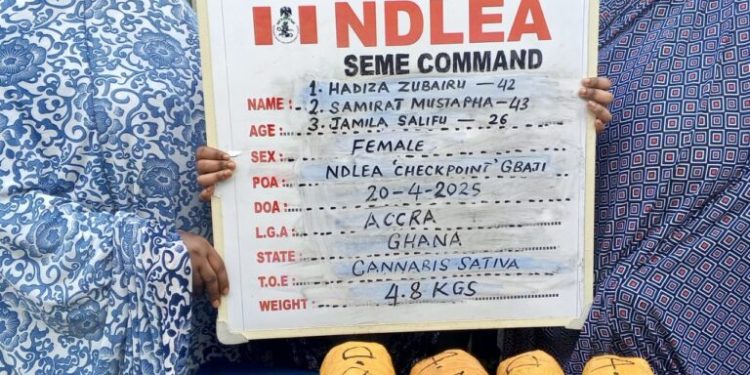 NDLEA
SEME COMMAND
1. HADIZA ZUBAIRU — 42
NAME: 2. SAMIRAT MUSTAPHA - 43
AGE: 3. JAMILA SALIFU — 26
SEX: FEMALE
POA: NDLEA 'CHECKPOINT' GBAJI
DOA: 20-4-2025
L.G.A: ACCRA
STATE: GHANA
T.O.E: CANNABIS SATIVA
WEIGHT: 4.8 KGS